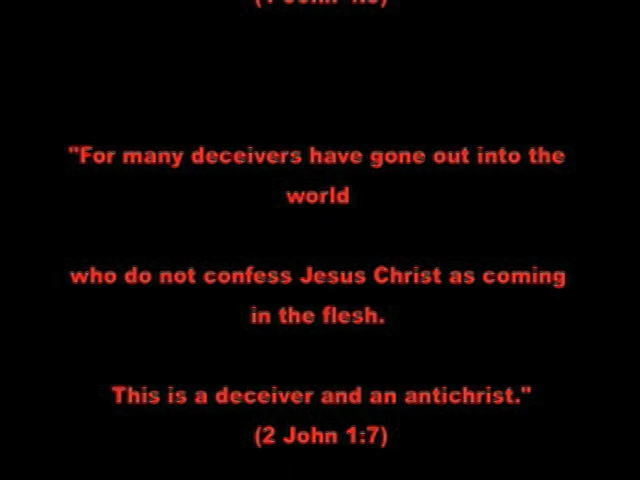 "For many deceivers have gone out into the
world
who do not confess Jesus Christ as coming
in the flesh.
This is a deceiver and an antichrist."
(2 John 1:7)